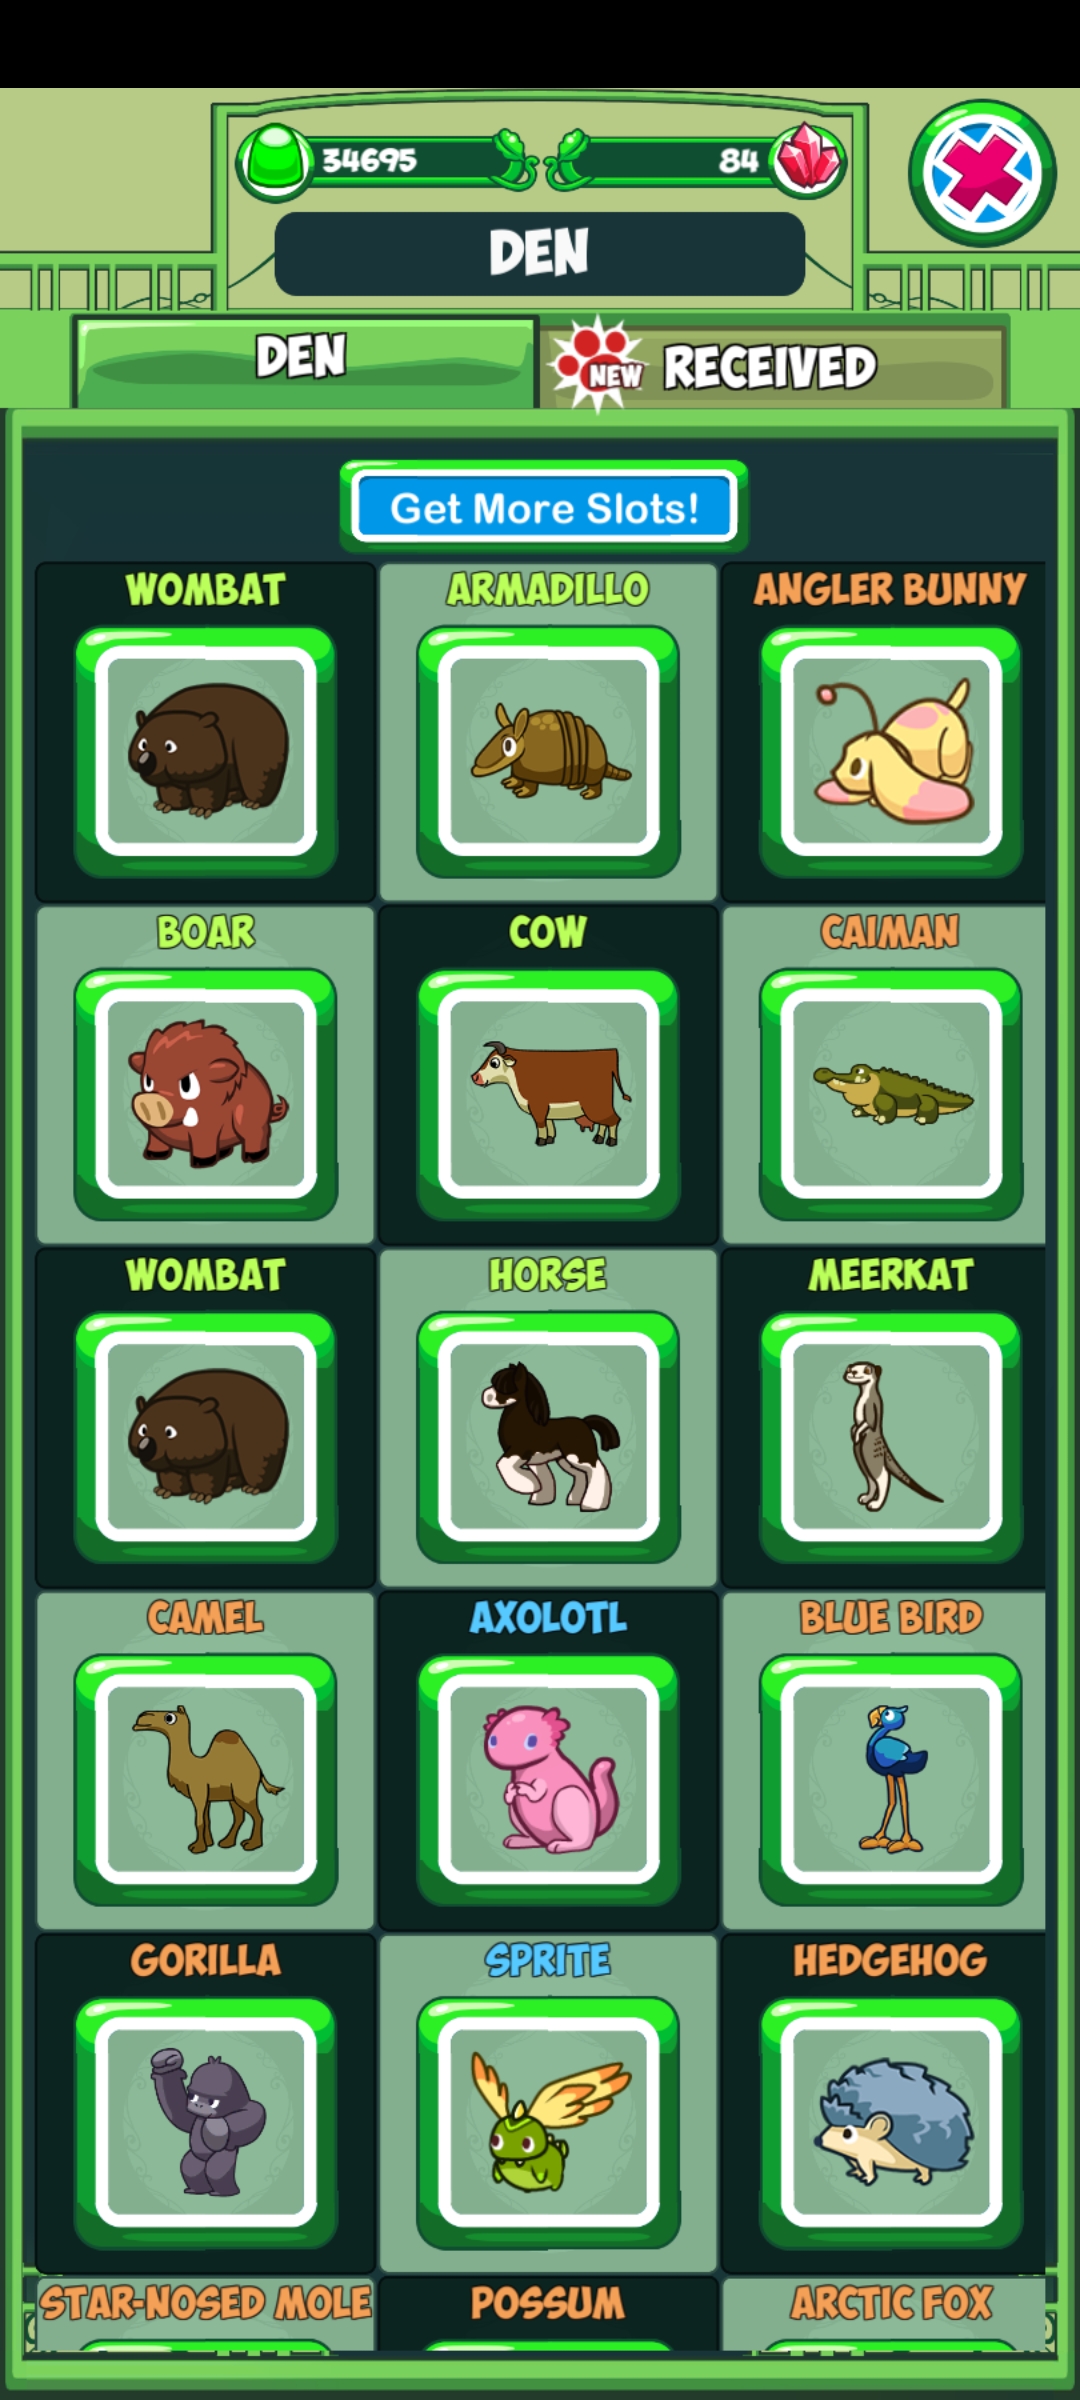 34695 84
DEN
DEN NEW RECEIVED
Get More Slots!
WOMBAT ARMADILLO ANGLER BUNNY
BOAR COW CAIMAN
WOMBAT HORSE MEERKAT
CAMEL AXOLOTL BLUE BIRD
GORILLA SPRITE HEDGEHOG
STAR-NOSED MOLE POSSUM ARCTIC FOX